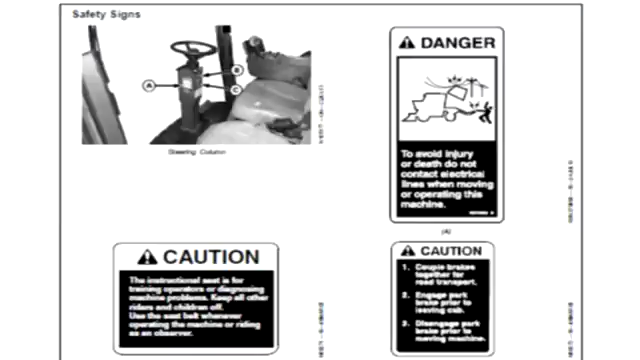 Safety Signs
A
B
C
Steering Column
DANGER
To avoid injury
or death do not
contact electrical
lines when moving
or operating this
machine.
(A)
CAUTION
The instructional seat is for
training operators or diagnosing
machine problems. Keep all other
riders and children off.
Use the seat belt whenever
operating the machine or riding
as an observer.
CAUTION
1. Couple brakes
together for
road transport.
2. Engage park
brake prior to
leaving cab.
3. Disengage park
brake prior to
moving machine.